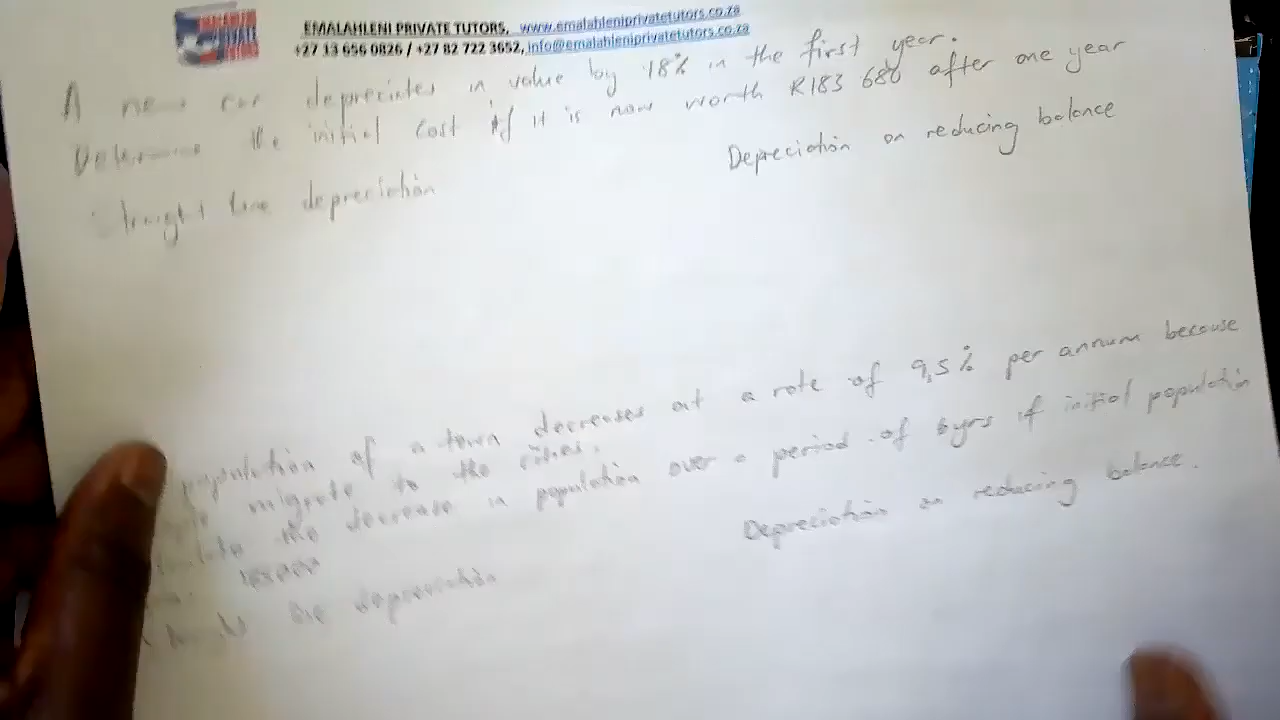 EMALAHLENI PRIVATE TUTORS, www.emalahleniprivatetutors.co.za
+27 13 656 0826 / +27 82 722 3652, info@emalahleniprivatetutors.co.za
A new car depreciates in value by 18% in the first year.
Determine the initial cost if it is now worth R183 680 after one year
Straight line depreciation
Depreciation on reducing balance
population of a town decreases at a rate of 9,5% per annum because
migrate to the cities.
the decrease in population over a period of 6yrs if initial population
Depreciation on reducing balance.
line depreciation